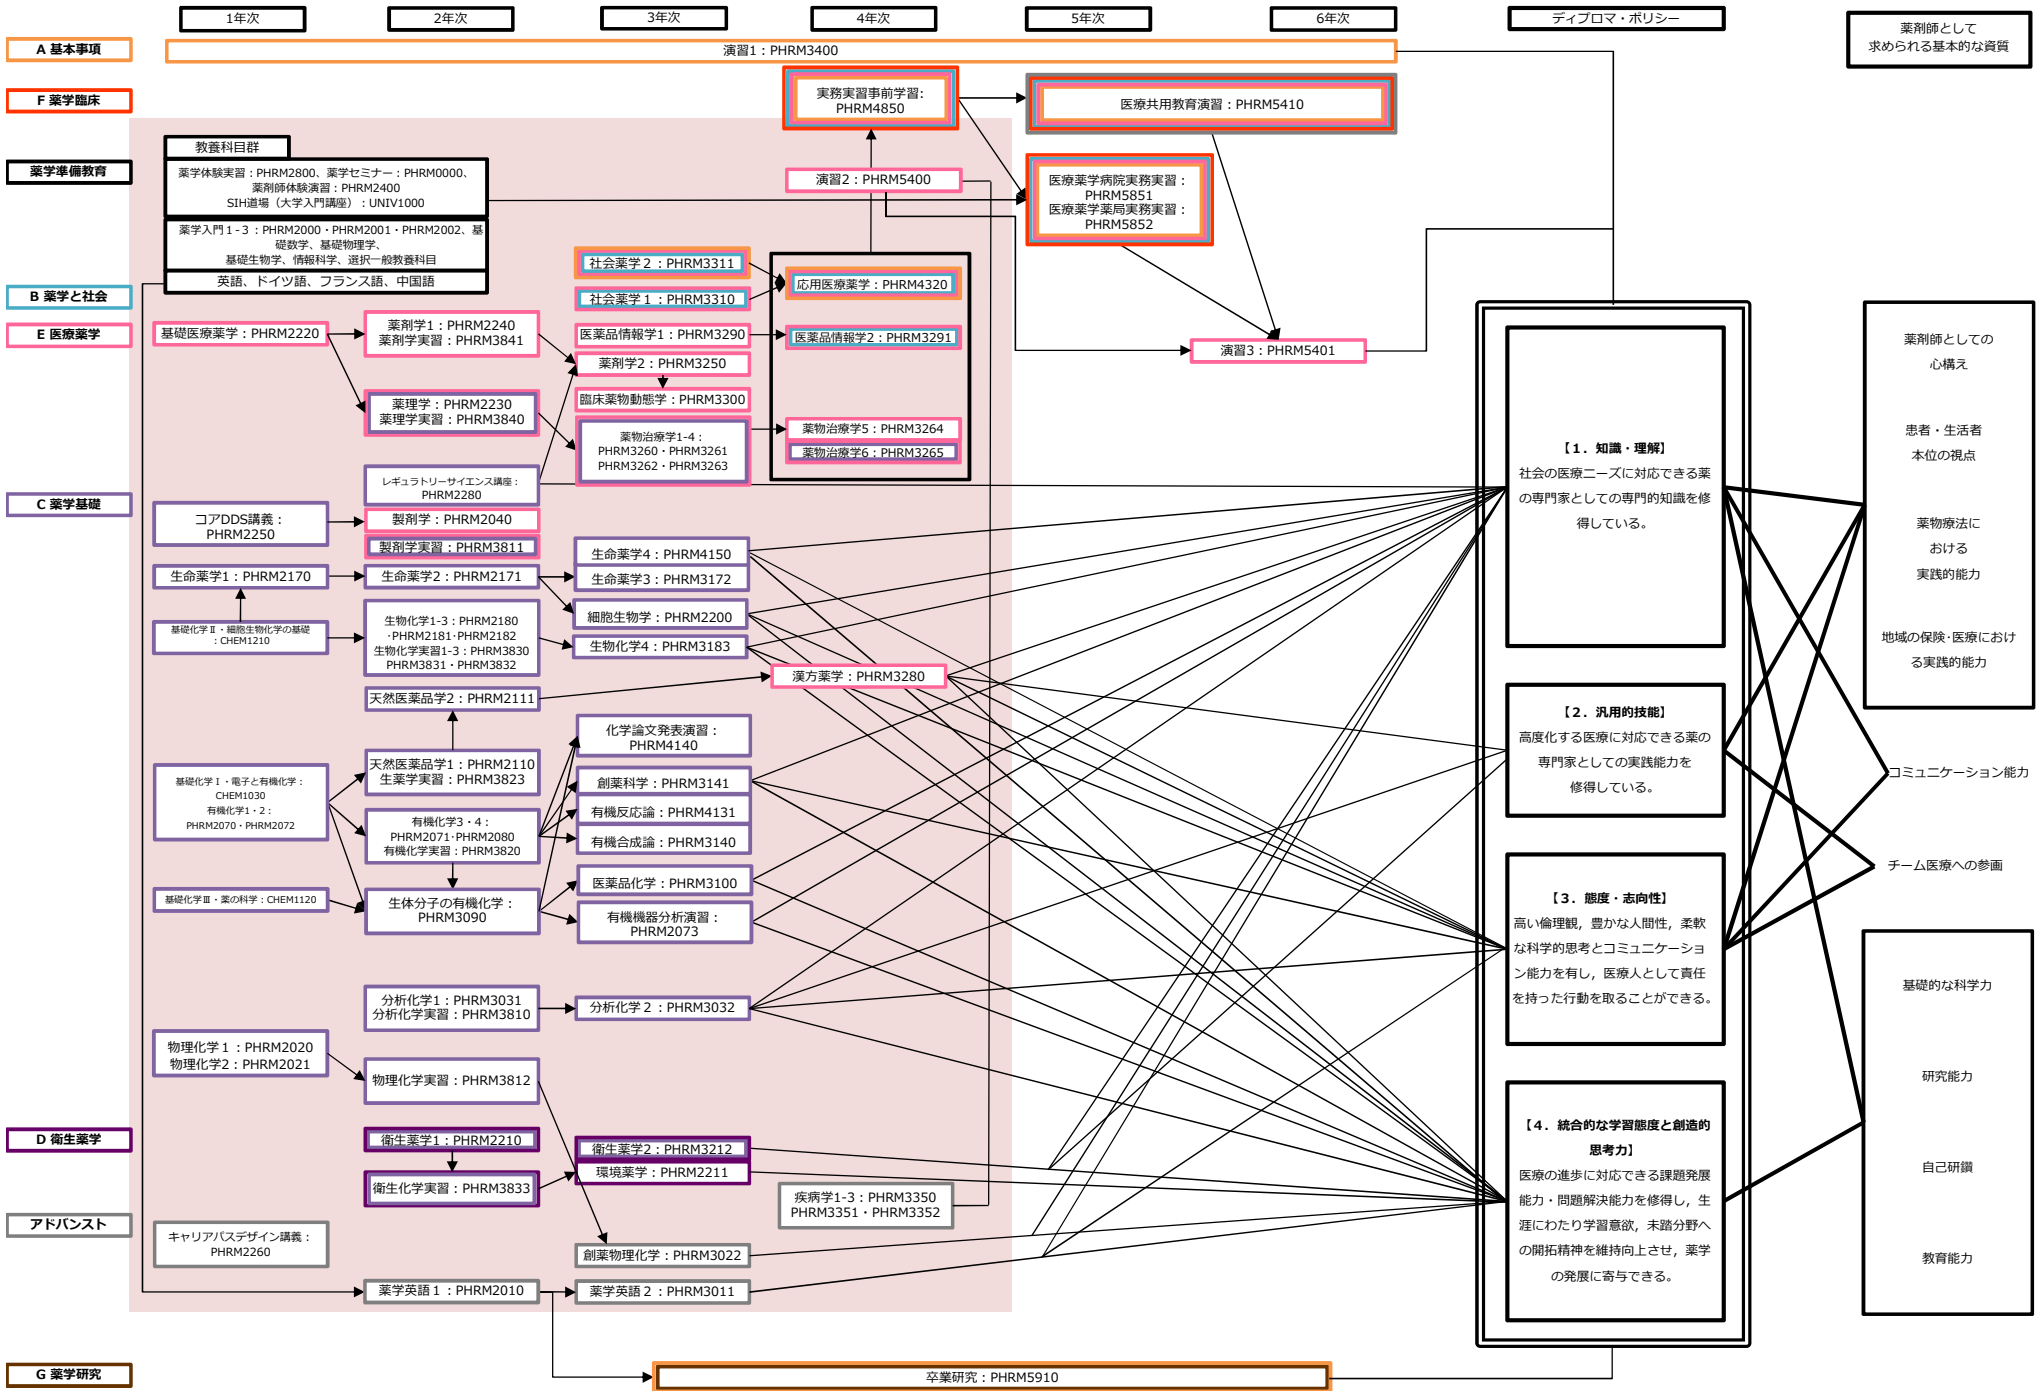 1年次
2年次
3年次
4年次
5年次
6年次
ディプロマ・ポリシー
薬剤師として
求められる基本的な資質
A 基本事項
演習1：PHRM3400
F 薬学臨床
実務実習事前学習：
PHRM4850
医療共用教育演習：PHRM5410
薬学準備教育
教養科目群
薬学体験実習：PHRM2800、薬学セミナー：PHRM0000、
薬剤師体験演習：PHRM2400
SIH道場（大学入門講座）：UNIV1000
薬学入門１-３：PHRM2000・PHRM2001・PHRM2002、基
礎数学、基礎物理学、
基礎生物学、情報科学、選択一般教養科目
英語、ドイツ語、フランス語、中国語
演習2：PHRM5400
医療薬学病院実務実習：
PHRM5851
医療薬学薬局実務実習：
PHRM5852
B 薬学と社会
社会薬学２：PHRM3311
社会薬学１：PHRM3310
応用医療薬学：PHRM4320
E 医療薬学
基礎医療薬学：PHRM2220
薬剤学1：PHRM2240
薬剤学実習：PHRM3841
医薬品情報学1：PHRM3290
医薬品情報学2：PHRM3291
薬剤学2：PHRM3250
臨床薬物動態学：PHRM3300
演習3：PHRM5401
薬理学：PHRM2230
薬理学実習：PHRM3840
薬物治療学1-4：
PHRM3260・PHRM3261
PHRM3262・PHRM3263
薬物治療学5：PHRM3264
薬物治療学6：PHRM3265
レギュラトリーサイエンス講座：
PHRM2280
C 薬学基礎
コアDDS講義：
PHRM2250
製剤学：PHRM2040
製剤学実習：PHRM3811
生命薬学1：PHRM2170
生命薬学2：PHRM2171
生命薬学4：PHRM4150
生命薬学3：PHRM3172
基礎化学Ⅱ・細胞生物化学の基礎
：CHEM1210
生物化学1-3：PHRM2180
･PHRM2181･PHRM2182
生物化学実習1-3：PHRM3830
PHRM3831・PHRM3832
細胞生物学：PHRM2200
生物化学4：PHRM3183
漢方薬学：PHRM3280
天然医薬品学2：PHRM2111
化学論文発表演習：
PHRM4140
天然医薬品学1：PHRM2110
生薬学実習：PHRM3823
基礎化学Ⅰ・電子と有機化学：
CHEM1030
有機化学1・2：
PHRM2070・PHRM2072
有機化学3・4：
PHRM2071･PHRM2080
有機化学実習：PHRM3820
創薬科学：PHRM3141
有機反応論：PHRM4131
有機合成論：PHRM3140
基礎化学Ⅲ・薬の科学：CHEM1120
生体分子の有機化学：
PHRM3090
医薬品化学：PHRM3100
有機機器分析演習：
PHRM2073
分析化学1：PHRM3031
分析化学実習：PHRM3810
分析化学２：PHRM3032
物理化学１：PHRM2020
物理化学2：PHRM2021
物理化学実習：PHRM3812
D 衛生薬学
衛生薬学1：PHRM2210
衛生化学実習：PHRM3833
衛生薬学2：PHRM3212
環境薬学：PHRM2211
疾病学1-3：PHRM3350
PHRM3351・PHRM3352
アドバンスト
キャリアパスデザイン講義：
PHRM2260
創薬物理化学：PHRM3022
薬学英語１：PHRM2010
薬学英語２：PHRM3011
G 薬学研究
卒業研究：PHRM5910
【1．知識・理解】
社会の医療ニーズに対応できる薬
の専門家としての専門的知識を修
得している。
【2．汎用的技能】
高度化する医療に対応できる薬の
専門家としての実践能力を
修得している。
【3．態度・志向性】
高い倫理観，豊かな人間性，柔軟
な科学的思考とコミュニケーショ
ン能力を有し，医療人として責任
を持った行動を取ることができる。
【4．統合的な学習態度と創造的
思考力】
医療の進歩に対応できる課題発展
能力・問題解決能力を修得し，生
涯にわたり学習意欲，未踏分野へ
の開拓精神を維持向上させ，薬学
の発展に寄与できる。
薬剤師としての
心構え
患者・生活者
本位の視点
薬物療法に
おける
実践的能力
地域の保険･医療におけ
る実践的能力
コミュニケーション能力
チーム医療への参画
基礎的な科学力
研究能力
自己研鑽
教育能力